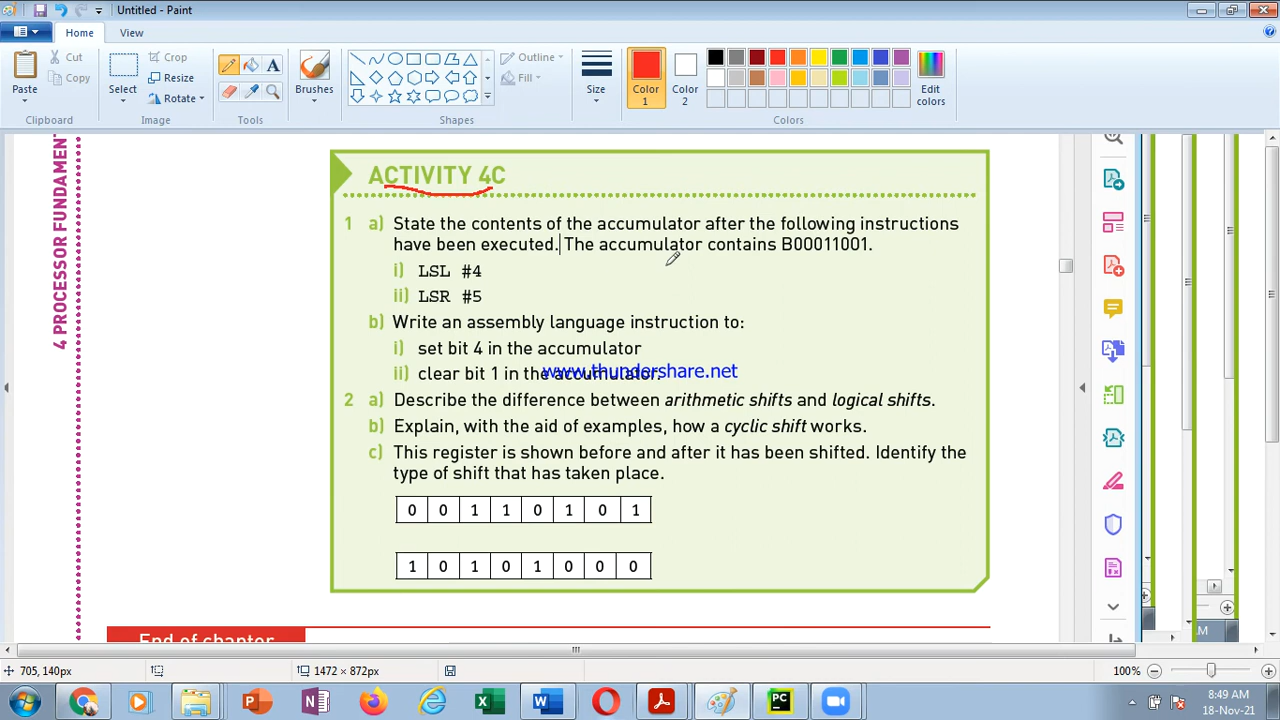 Untitled - Paint
Home
View
Paste
Cut
Copy
Clipboard
Select
Crop
Resize
Rotate
Image
Tools
Brushes
Outline
Fill
Shapes
Size
Color 1
Color 2
Edit colors
Colors
4 PROCESSOR FUNDAMEN
ACTIVITY 4C
1 a) State the contents of the accumulator after the following instructions
have been executed. The accumulator contains B00011001.
i) LSL #4
ii) LSR #5
b) Write an assembly language instruction to:
i) set bit 4 in the accumulator
ii) clear bit 1 in the accumulator.
www.thundershare.net
2 a) Describe the difference between arithmetic shifts and logical shifts.
b) Explain, with the aid of examples, how a cyclic shift works.
c) This register is shown before and after it has been shifted. Identify the
type of shift that has taken place.
0 0 1 1 0 1 0 1
1 0 1 0 1 0 0 0
End of chapter
705, 140px
1472 × 872px
100%
8:49 AM
18-Nov-21